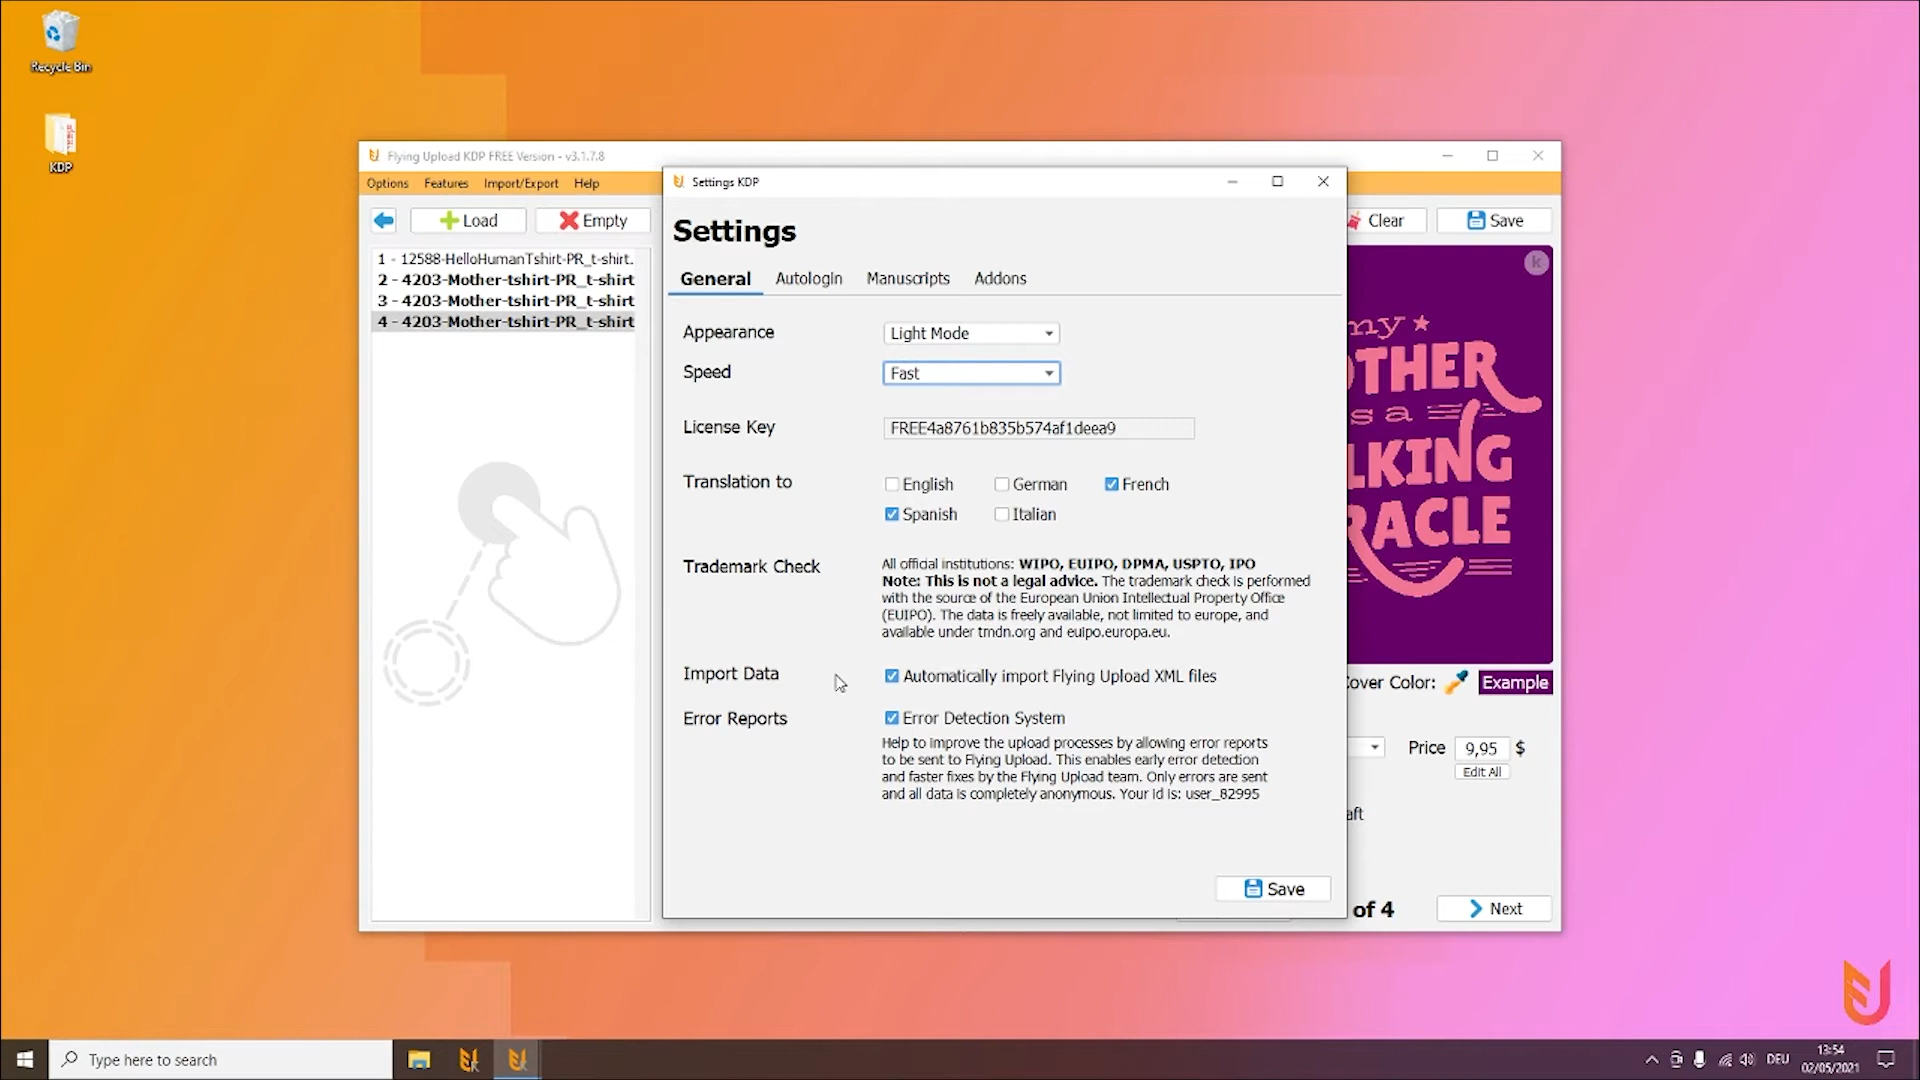 Recycle Bin
KDP
Flying Upload KDP FREE Version - v3.1.7.8
Options Features Import/Export Help
Load Empty
Clear Save
1 - 12588-HelloHumanTshirt-PR_t-shirt.
2 - 4203-Mother-tshirt-PR_t-shirt
3 - 4203-Mother-tshirt-PR_t-shirt
4 - 4203-Mother-tshirt-PR_t-shirt
Settings KDP
Settings
General Autologin Manuscripts Addons
Appearance Light Mode
Speed Fast
License Key FREE4a8761b835b574af1deea9
Translation to English German French
Spanish Italian
Trademark Check All official institutions: WIPO, EUIPO, DPMA, USPTO, IPO
Note: This is not a legal advice. The trademark check is performed
with the source of the European Union Intellectual Property Office
(EUIPO). The data is freely available, not limited to europe, and
available under tmdn.org and euipo.europa.eu.
Import Data Automatically import Flying Upload XML files
Error Reports Error Detection System
Help to improve the upload processes by allowing error reports
to be sent to Flying Upload. This enables early error detection
and faster fixes by the Flying Upload team. Only errors are sent
and all data is completely anonymous. Your Id is: user_82995
Save
k
my
OTHER
is a
LKING
RACLE
Cover Color: Example
Price 9,95 $
Edit All
aft
of 4 Next
Type here to search
DEU
13:54
02/05/2021